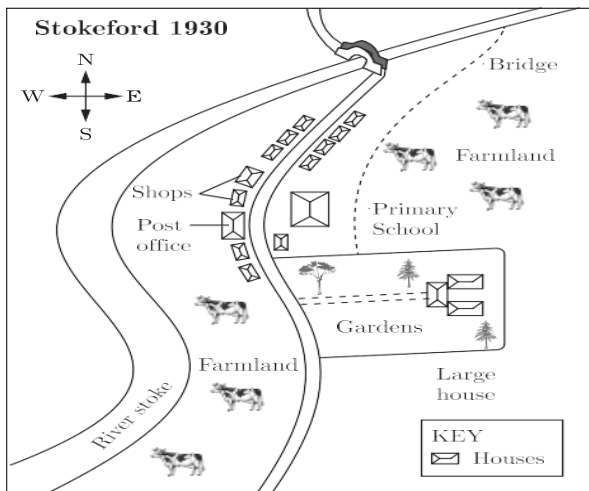 Stokeford 1930
N
W E
S
Bridge
Farmland
Shops
Post
office
Primary
School
Gardens
Farmland
River stoke
Large
house
KEY
Houses